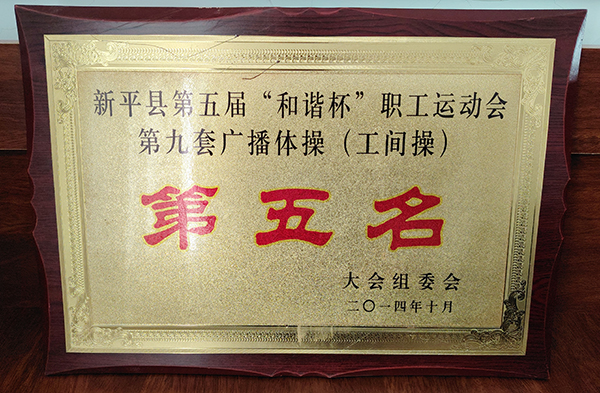 新平县第五届“和谐杯”职工运动会
第九套广播体操（工间操）
第五名
大会组委会
二〇一四年十月